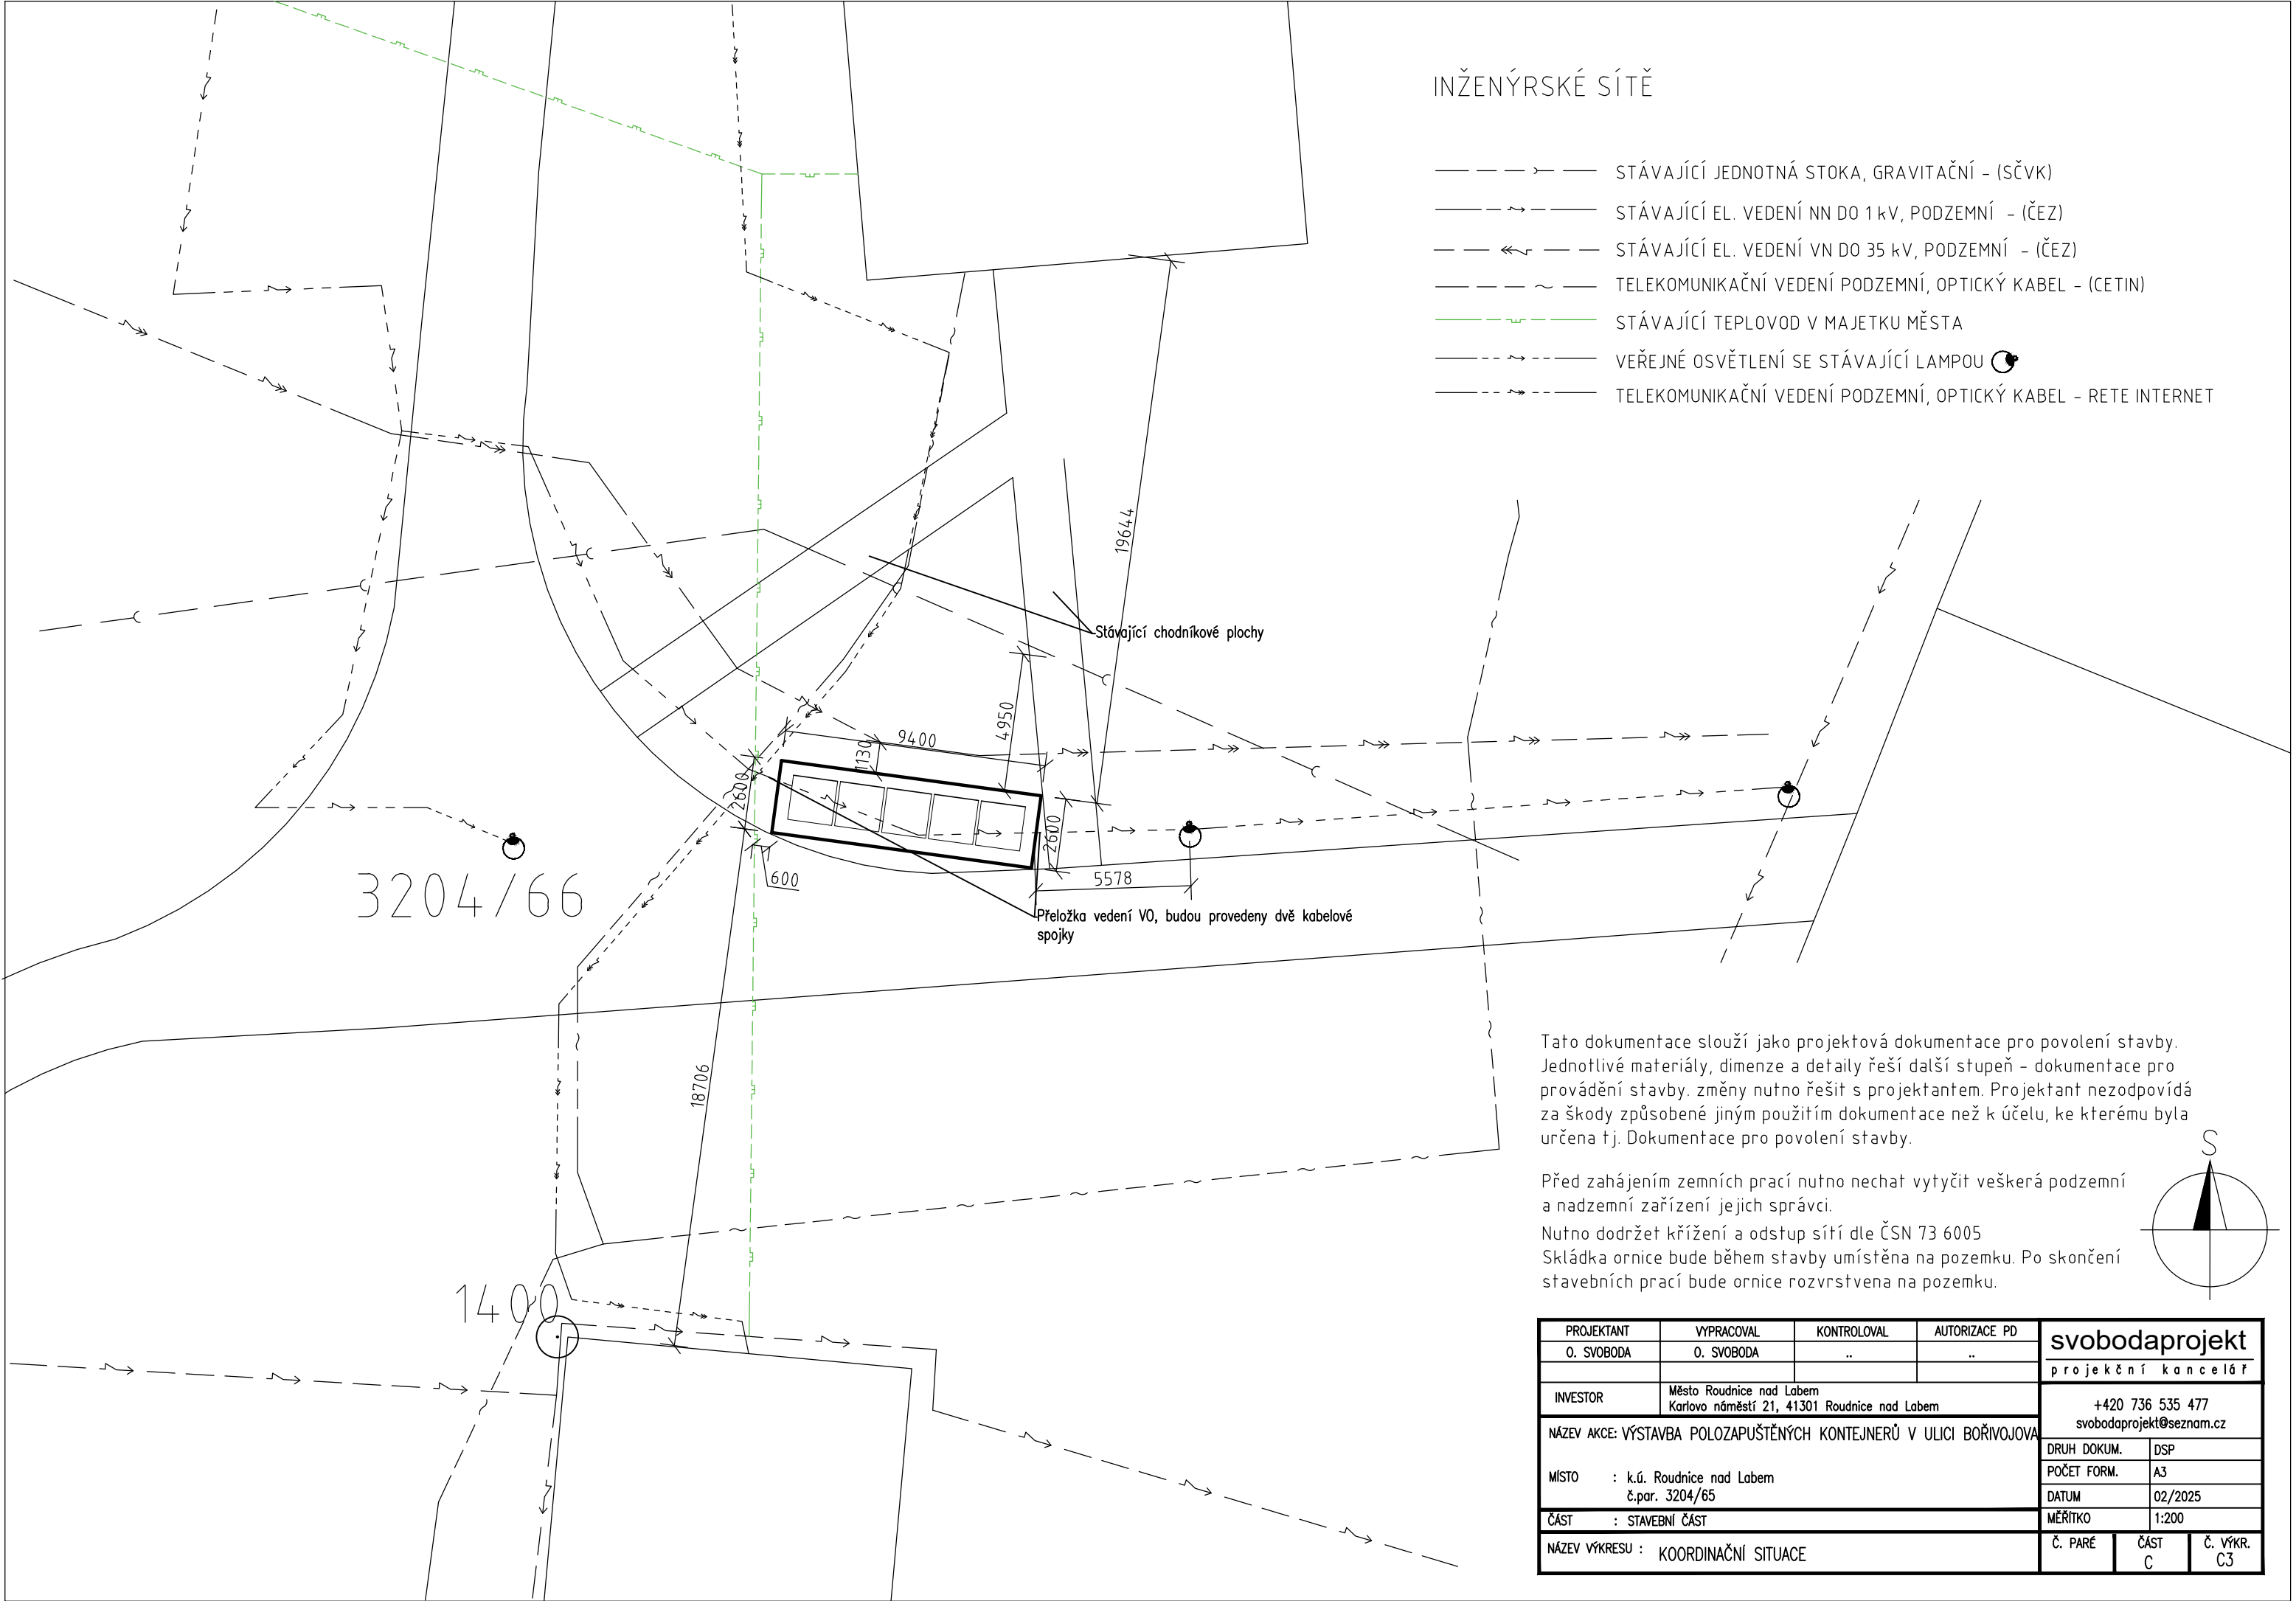 INŽENÝRSKÉ SÍTĚ
STÁVAJÍCÍ JEDNOTNÁ STOKA, GRAVITAČNÍ - (SČVK)
STÁVAJÍCÍ EL. VEDENÍ NN DO 1 kV, PODZEMNÍ - (ČEZ)
STÁVAJÍCÍ EL. VEDENÍ VN DO 35 kV, PODZEMNÍ - (ČEZ)
TELEKOMUNIKAČNÍ VEDENÍ PODZEMNÍ, OPTICKÝ KABEL - (CETIN)
STÁVAJÍCÍ TEPLOVOD V MAJETKU MĚSTA
VEŘEJNÉ OSVĚTLENÍ SE STÁVAJÍCÍ LAMPOU
TELEKOMUNIKAČNÍ VEDENÍ PODZEMNÍ, OPTICKÝ KABEL - RETE INTERNET
19644
Stávající chodníkové plochy
4950
9400
1130
2600
2600
600
5578
3204/66
Přeložka vedení VO, budou provedeny dvě kabelové
spojky
18706
1400
Tato dokumentace slouží jako projektová dokumentace pro povolení stavby.
Jednotlivé materiály, dimenze a detaily řeší další stupeň - dokumentace pro
provádění stavby. změny nutno řešit s projektantem. Projektant nezodpovídá
za škody způsobené jiným použitím dokumentace než k účelu, ke kterému byla
určena tj. Dokumentace pro povolení stavby.
S
Před zahájením zemních prací nutno nechat vytyčit veškerá podzemní
a nadzemní zařízení jejich správci.
Nutno dodržet křížení a odstup sítí dle ČSN 73 6005
Skládka ornice bude během stavby umístěna na pozemku. Po skončení
stavebních prací bude ornice rozvrstvena na pozemku.
PROJEKTANT VYPRACOVAL KONTROLOVAL AUTORIZACE PD
O. SVOBODA O. SVOBODA .. ..
svobodaprojekt
projekční kancelář
INVESTOR
Město Roudnice nad Labem
Karlovo náměstí 21, 41301 Roudnice nad Labem
+420 736 535 477
svobodaprojekt@seznam.cz
NÁZEV AKCE: VÝSTAVBA POLOZAPUŠTĚNÝCH KONTEJNERŮ V ULICI BOŘIVOJOVA
MÍSTO : k.ú. Roudnice nad Labem
č.par. 3204/65
DRUH DOKUM. DSP
POČET FORM. A3
DATUM 02/2025
MĚŘÍTKO 1:200
ČÁST : STAVEBNÍ ČÁST
NÁZEV VÝKRESU : KOORDINAČNÍ SITUACE
Č. PARÉ ČÁST Č. VÝKR.
C C3